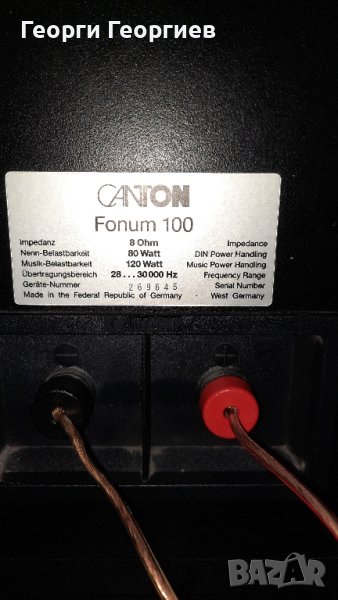 Георги Георгиев
CANTON
Fonum 100
Impedanz 8 Ohm Impedance
Nenn-Belastbarkeit 80 Watt DIN Power Handling
Musik-Belastbarkeit 120 Watt Music Power Handling
Übertragungsbereich 28...30000 Hz Frequency Range
Geräte-Nummer 269645 Serial Number
Made in the Federal Republic of Germany West Germany
BAZAR